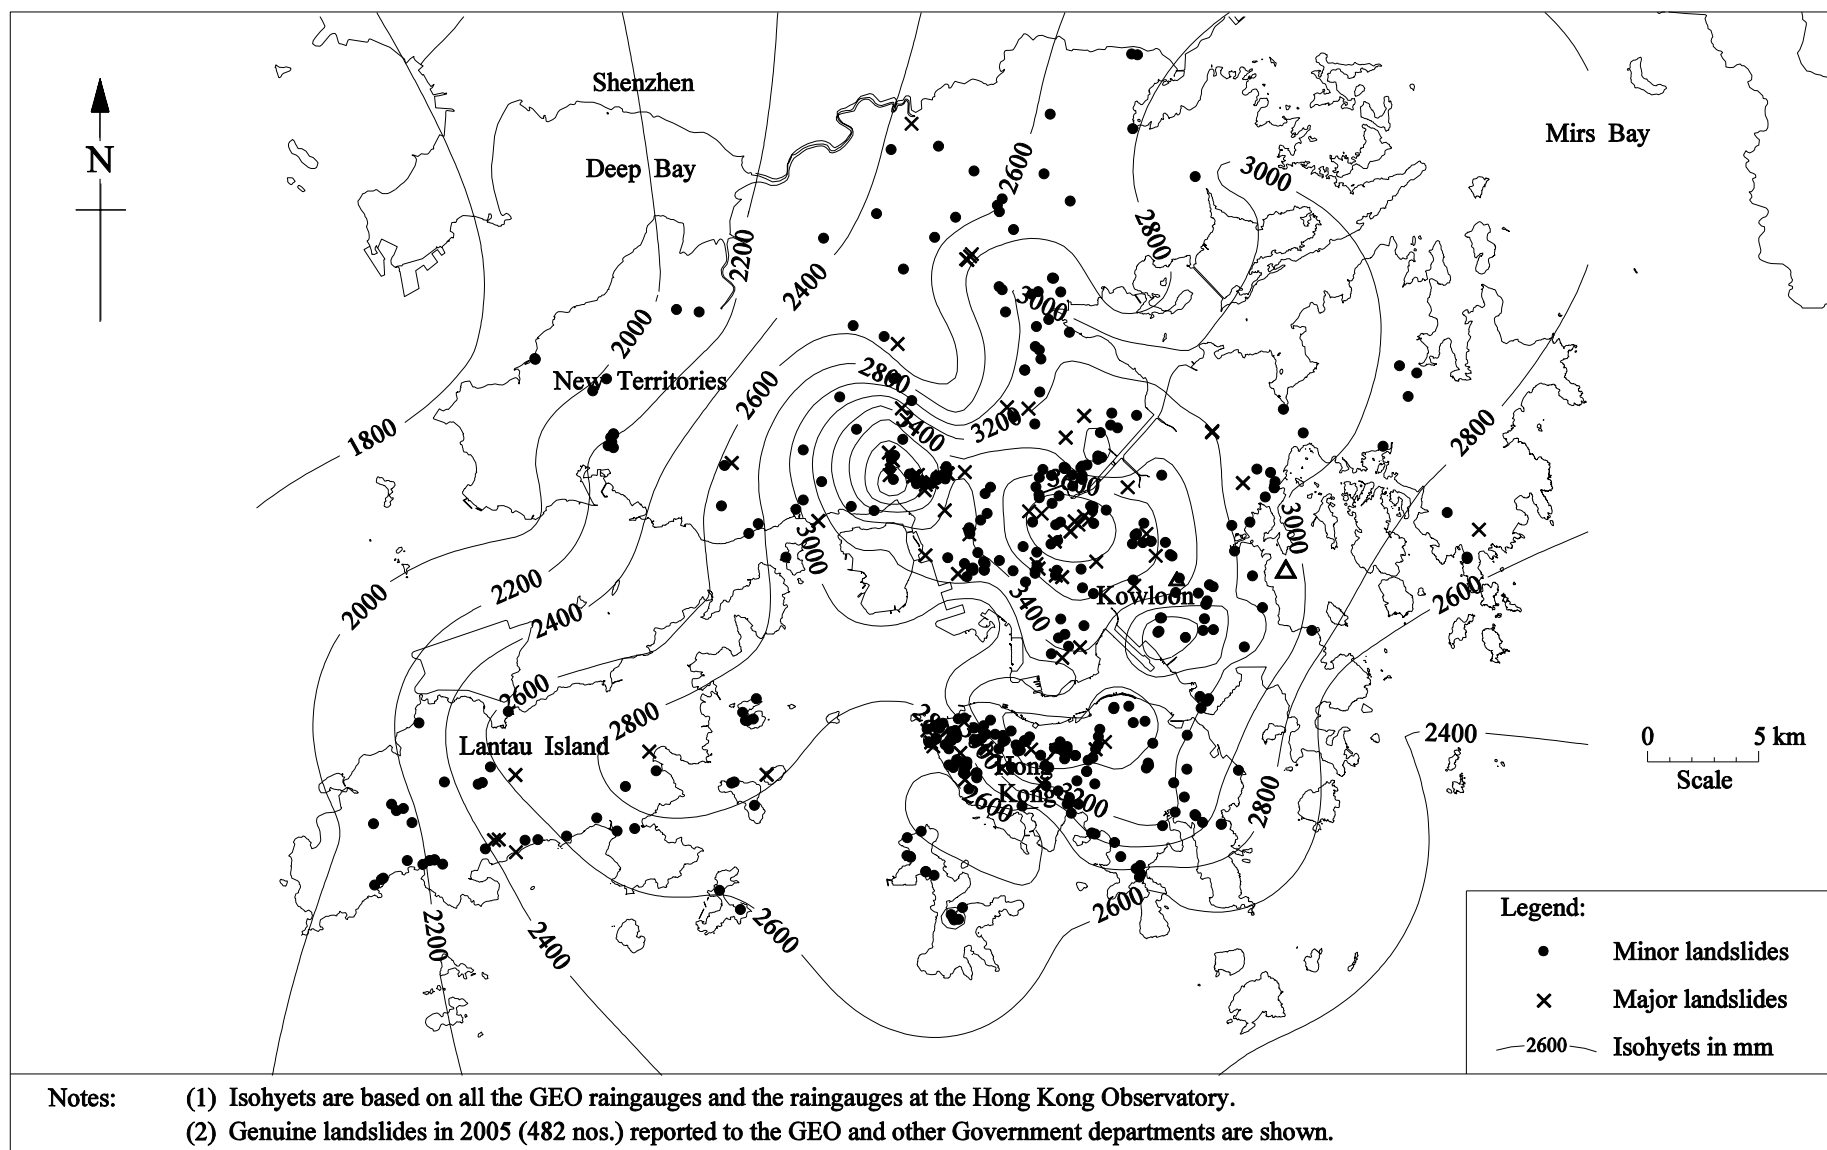 Shenzhen
Mirs Bay
N
Deep Bay
2600
3000
2800
2200
2400
3000
2000
New Territories
2800
2600
1800
3400
3200
2800
3000
3000
2200
2000
2400
3400
Kowloon
2600
2600
2800
Lantau Island
2400
0 5 km
Scale
Hong
Kong
2600
3200
2800
2600
2200
2400
2600
Legend:
Minor landslides
Major landslides
2600 Isohyets in mm
Notes: (1) Isohyets are based on all the GEO raingauges and the raingauges at the Hong Kong Observatory.
(2) Genuine landslides in 2005 (482 nos.) reported to the GEO and other Government departments are shown.